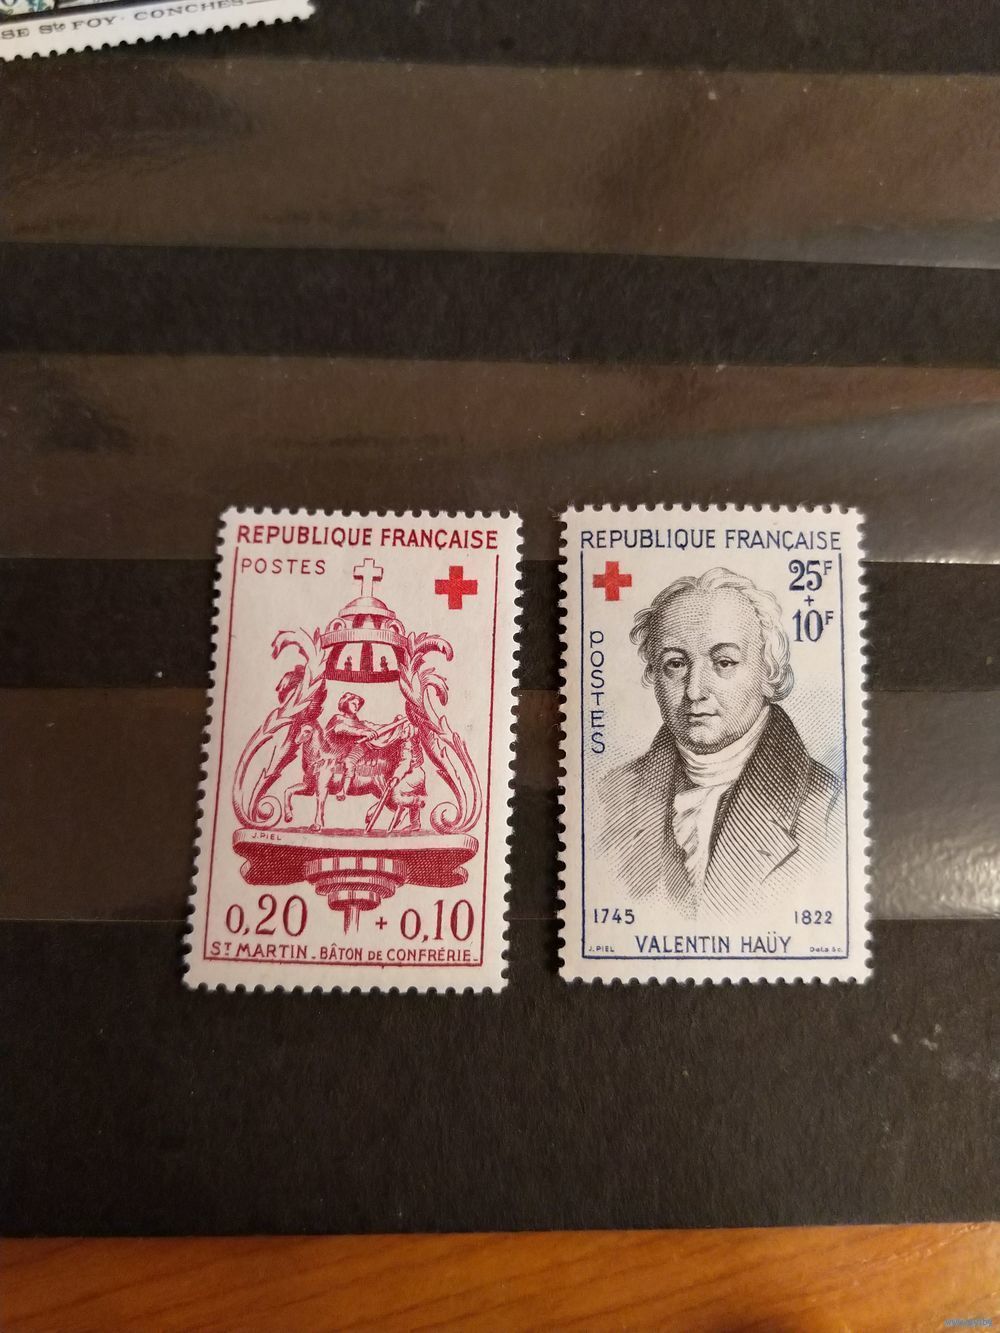 SE Ste FOY · CONCHES
REPUBLIQUE FRANÇAISE
POSTES
J. PIEL
0,20 + 0,10
ST MARTIN _ BÂTON DE CONFRÉRIE _
REPUBLIQUE FRANÇAISE
25F
+
10F
POSTES
1745 1822
J. PIEL VALENTIN HAÜY